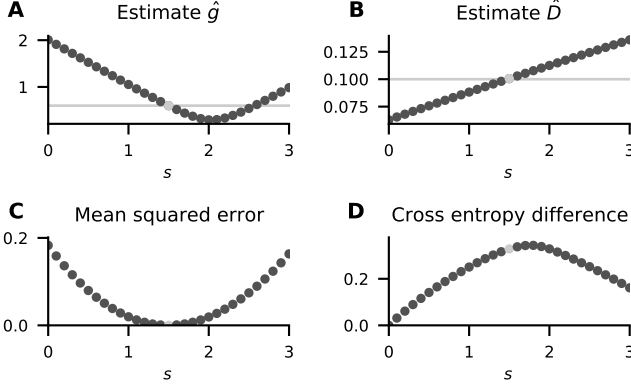 A Estimate ĝ
2
1
0 1 2 3
s
B Estimate D̂
0.125
0.100
0.075
0 1 2 3
s
C Mean squared error
0.2
0.0
0 1 2 3
s
D Cross entropy difference
0.2
0.0
0 1 2 3
s